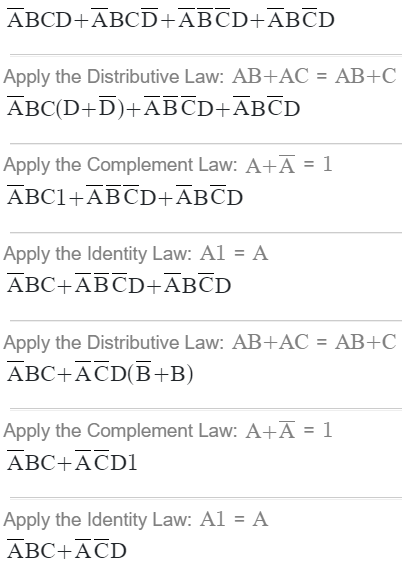 A̅BCD+A̅BCD̅+A̅B̅C̅D+A̅BC̅D
Apply the Distributive Law: AB+AC = AB+C
A̅BC(D+D̅)+A̅B̅C̅D+A̅BC̅D
Apply the Complement Law: A+A̅ = 1
A̅BC1+A̅B̅C̅D+A̅BC̅D
Apply the Identity Law: A1 = A
A̅BC+A̅B̅C̅D+A̅BC̅D
Apply the Distributive Law: AB+AC = AB+C
A̅BC+A̅C̅D(B̅+B)
Apply the Complement Law: A+A̅ = 1
A̅BC+A̅C̅D1
Apply the Identity Law: A1 = A
A̅BC+A̅C̅D